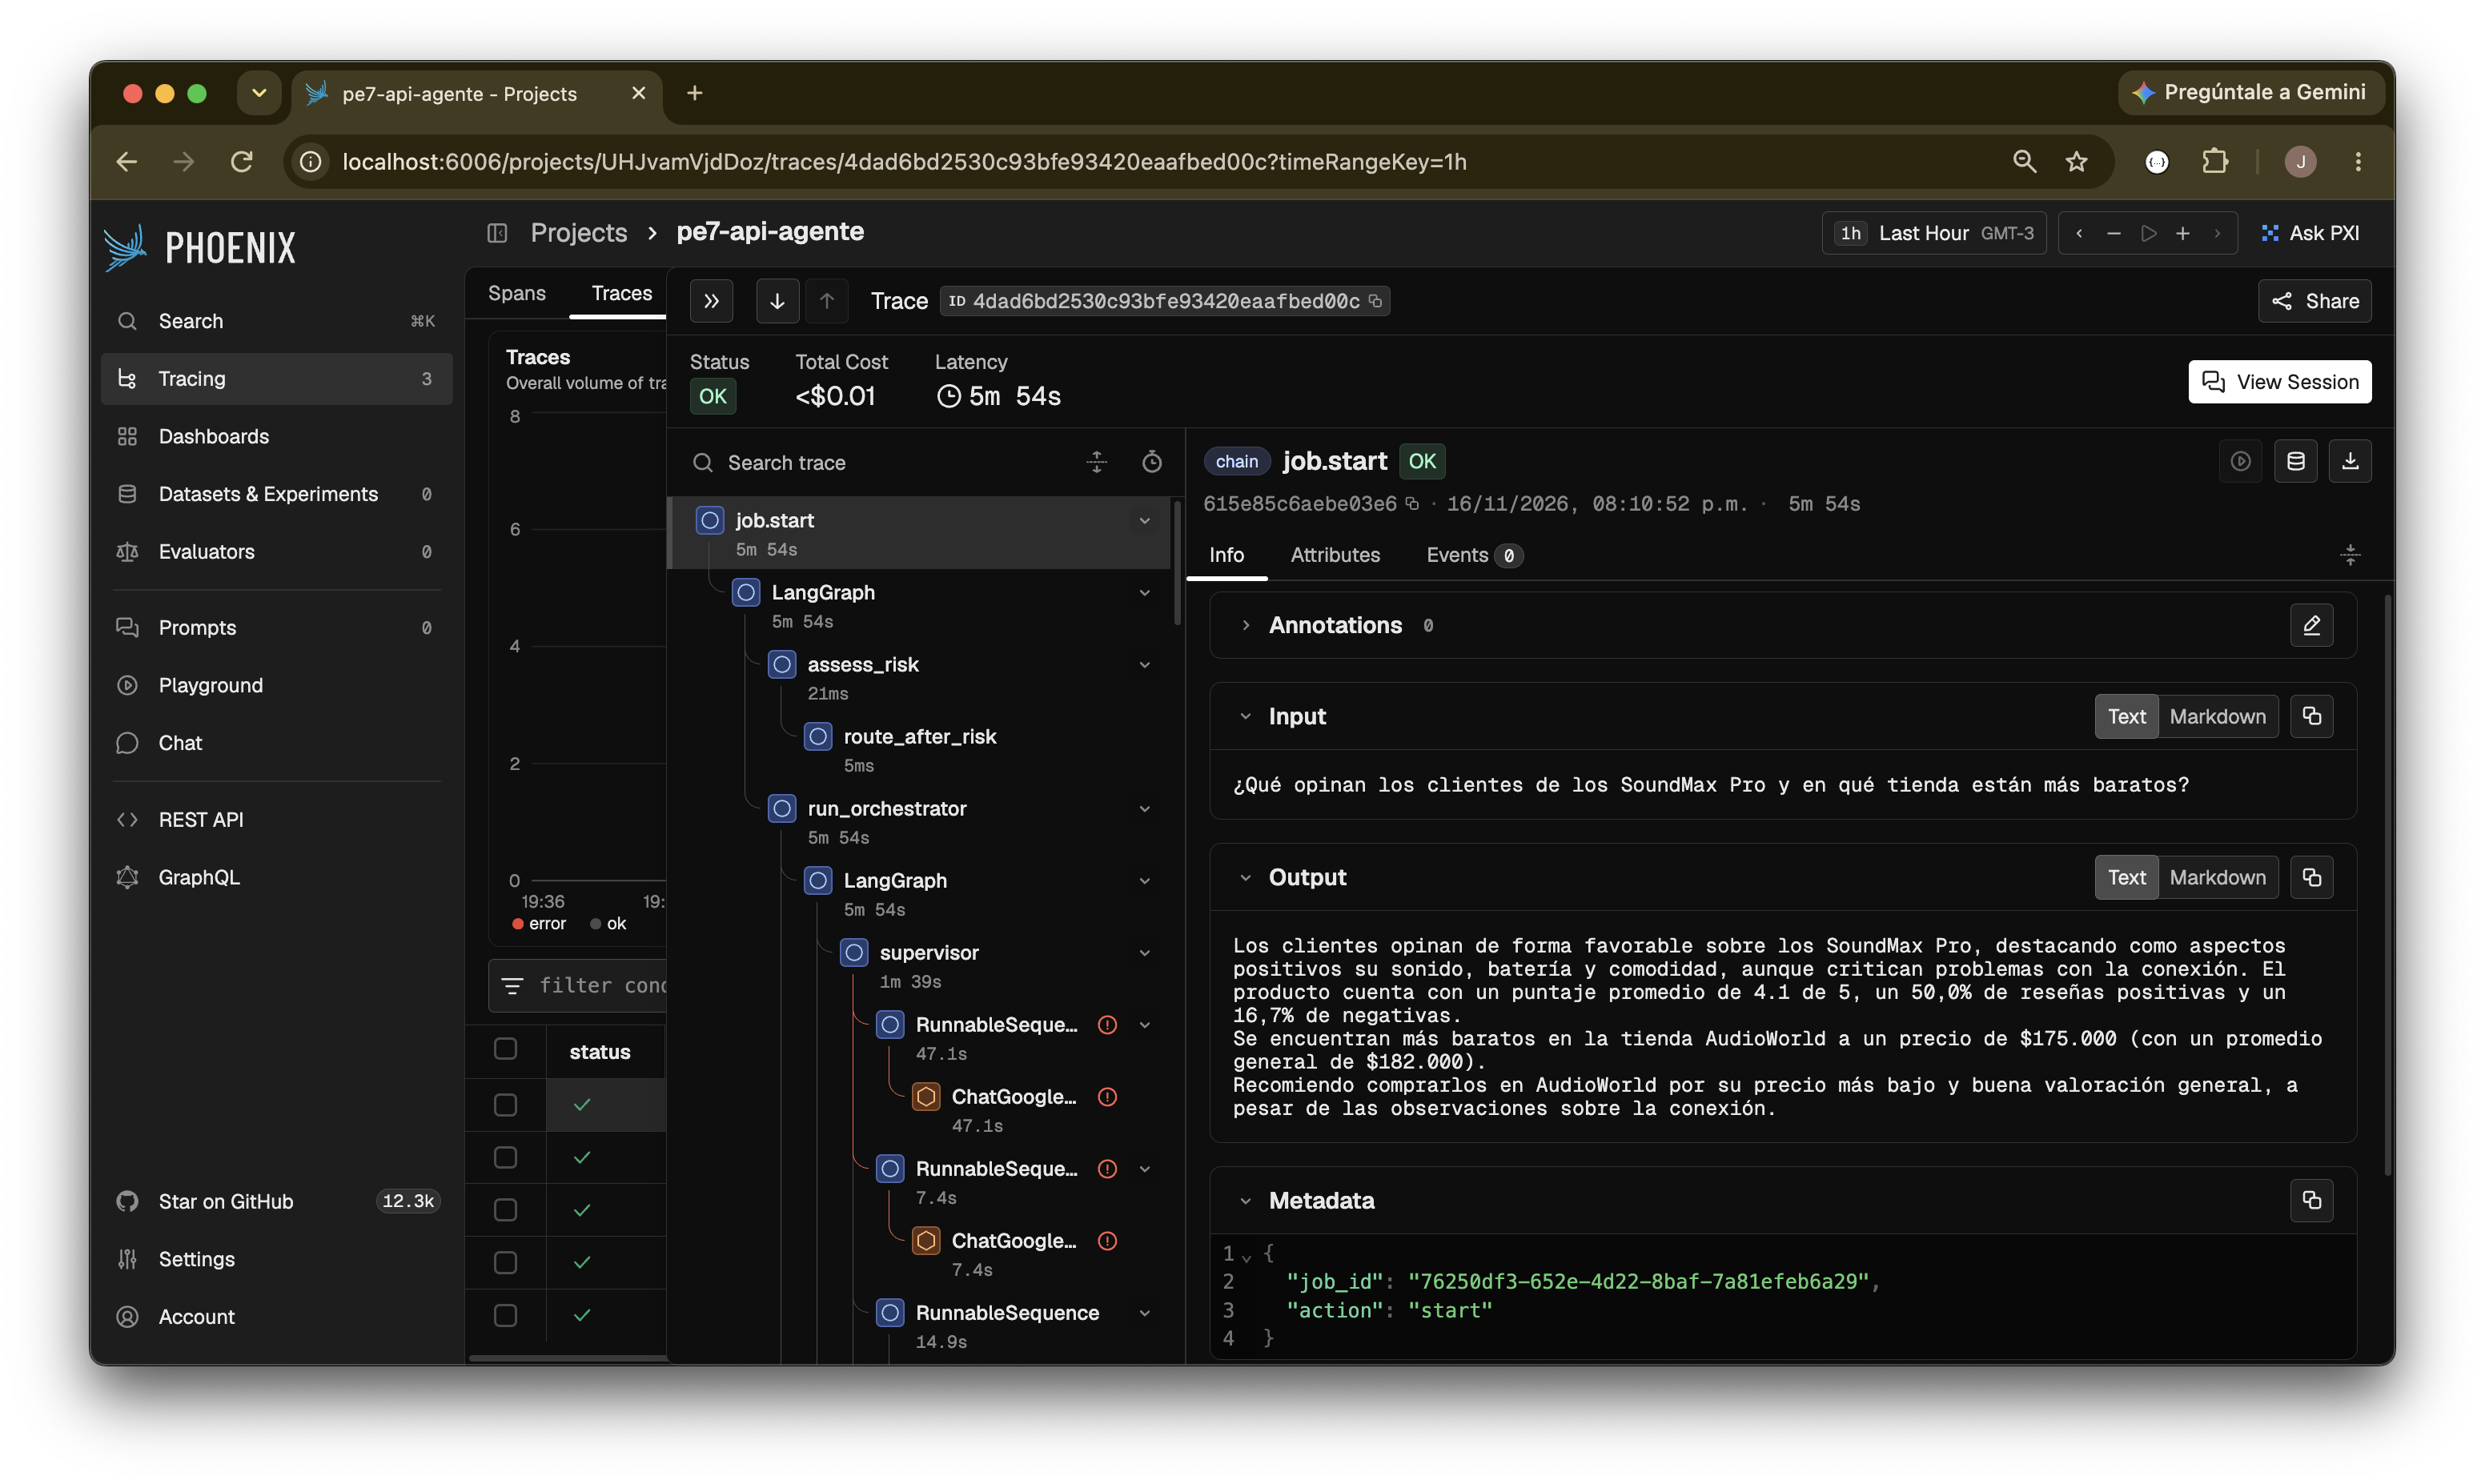 pe7-api-agente - Projects
Pregúntale a Gemini
localhost:6006/projects/UHJvamVjdDoz/traces/4dad6bd2530c93bfe93420eaafbed00c?timeRangeKey=1h
J
PHOENIX
Projects
pe7-api-agente
1h Last Hour GMT-3
Ask PXI
Search ⌘K
Tracing 3
Dashboards
Datasets & Experiments 0
Evaluators 0
Prompts 0
Playground
Chat
REST API
GraphQL
Star on GitHub 12.3k
Settings
Account
Spans
Traces
Traces
Overall volume of tra
8
6
4
2
0
19:36
19:
error
ok
filter cond
status
Trace ID 4dad6bd2530c93bfe93420eaafbed00c
Share
Status
OK
Total Cost
<$0.01
Latency
5m 54s
View Session
Search trace
job.start
5m 54s
LangGraph
5m 54s
assess_risk
21ms
route_after_risk
5ms
run_orchestrator
5m 54s
LangGraph
5m 54s
supervisor
1m 39s
RunnableSeque...
47.1s
ChatGoogle...
47.1s
RunnableSeque...
7.4s
ChatGoogle...
7.4s
RunnableSequence
14.9s
chain job.start OK
615e85c6aebe03e6 · 16/11/2026, 08:10:52 p.m. · 5m 54s
Info
Attributes
Events 0
Annotations 0
Input
Text Markdown
¿Qué opinan los clientes de los SoundMax Pro y en qué tienda están más baratos?
Output
Text Markdown
Los clientes opinan de forma favorable sobre los SoundMax Pro, destacando como aspectos
positivos su sonido, batería y comodidad, aunque critican problemas con la conexión. El
producto cuenta con un puntaje promedio de 4.1 de 5, un 50,0% de reseñas positivas y un
16,7% de negativas.
Se encuentran más baratos en la tienda AudioWorld a un precio de $175.000 (con un promedio
general de $182.000).
Recomiendo comprarlos en AudioWorld por su precio más bajo y buena valoración general, a
pesar de las observaciones sobre la conexión.
Metadata
1 {
2 "job_id": "76250df3-652e-4d22-8baf-7a81efeb6a29",
3 "action": "start"
4 }